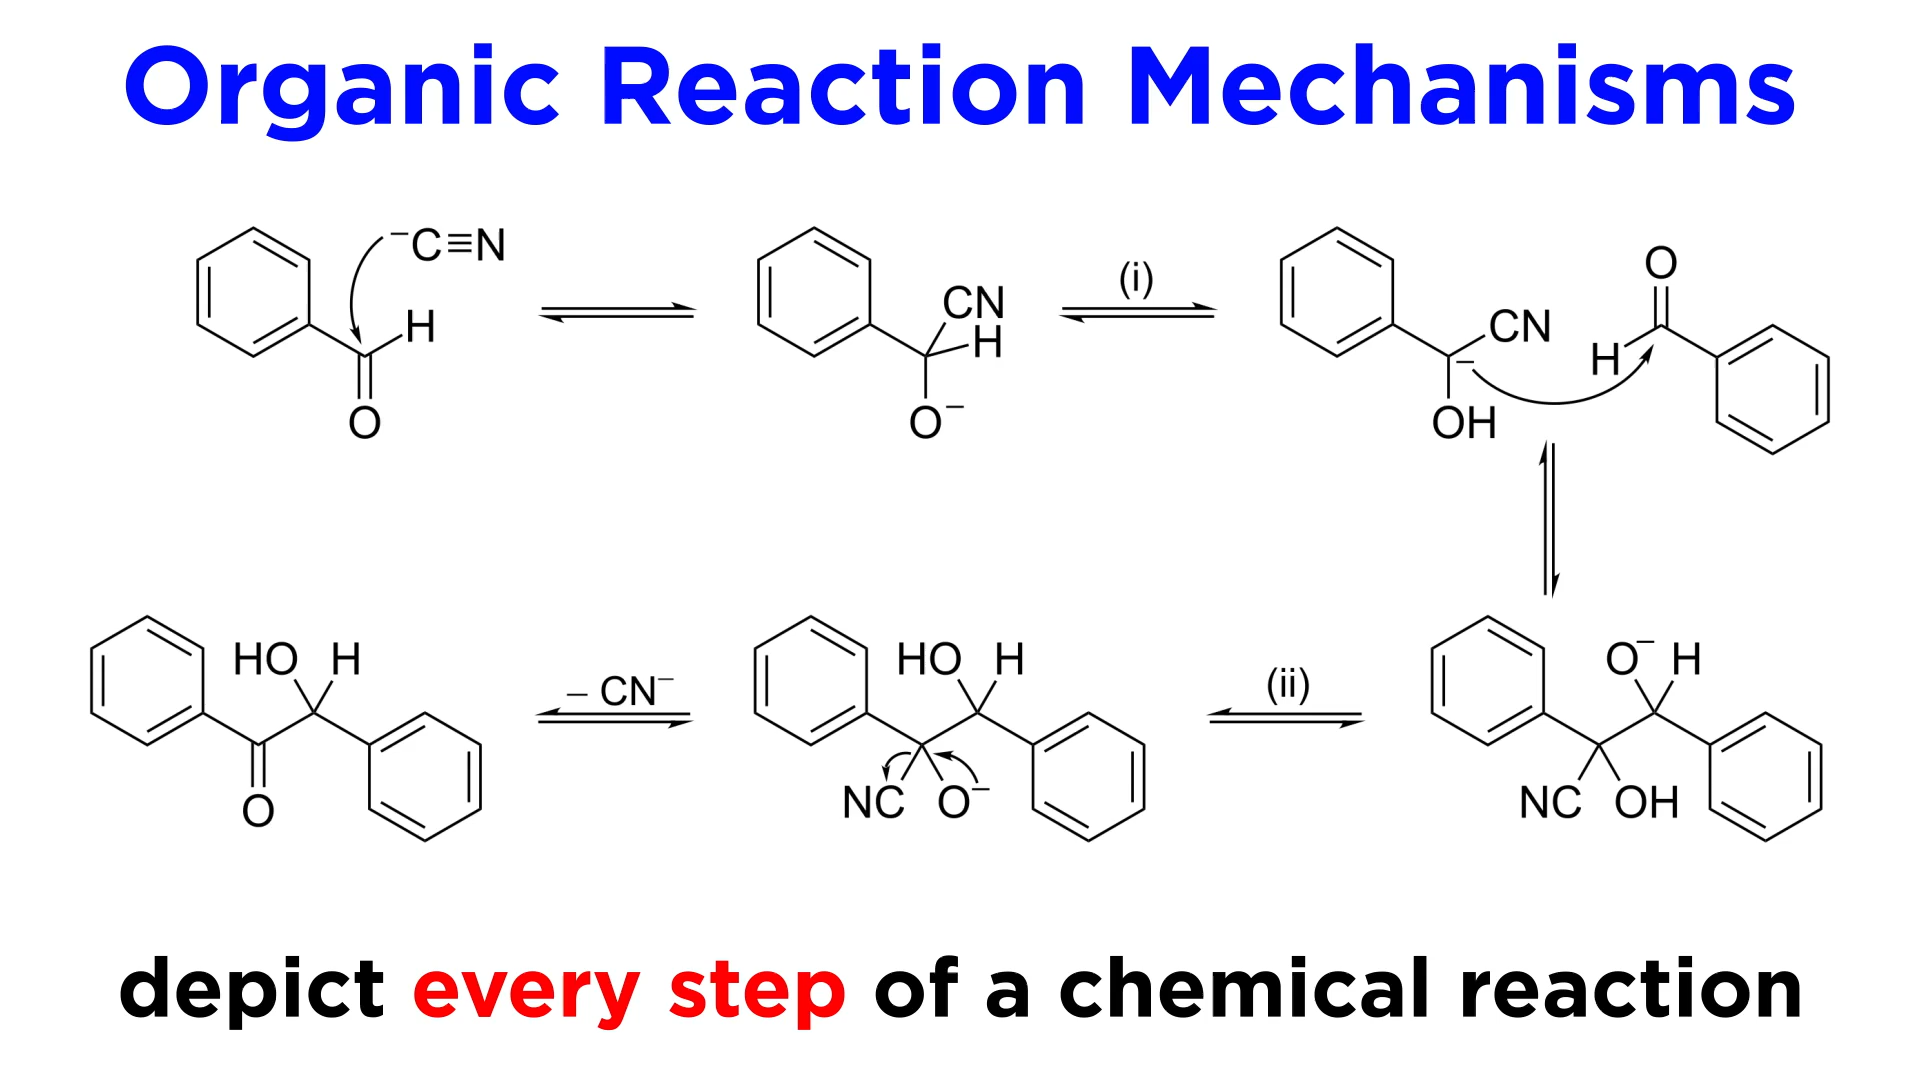 Organic Reaction Mechanisms
⁻C≡N
H
O
CN
H
O⁻
(i)
CN
⁻
OH
O
H
HO H
O
– CN⁻
HO H
NC O⁻
(ii)
O⁻ H
NC OH
depict every step of a chemical reaction